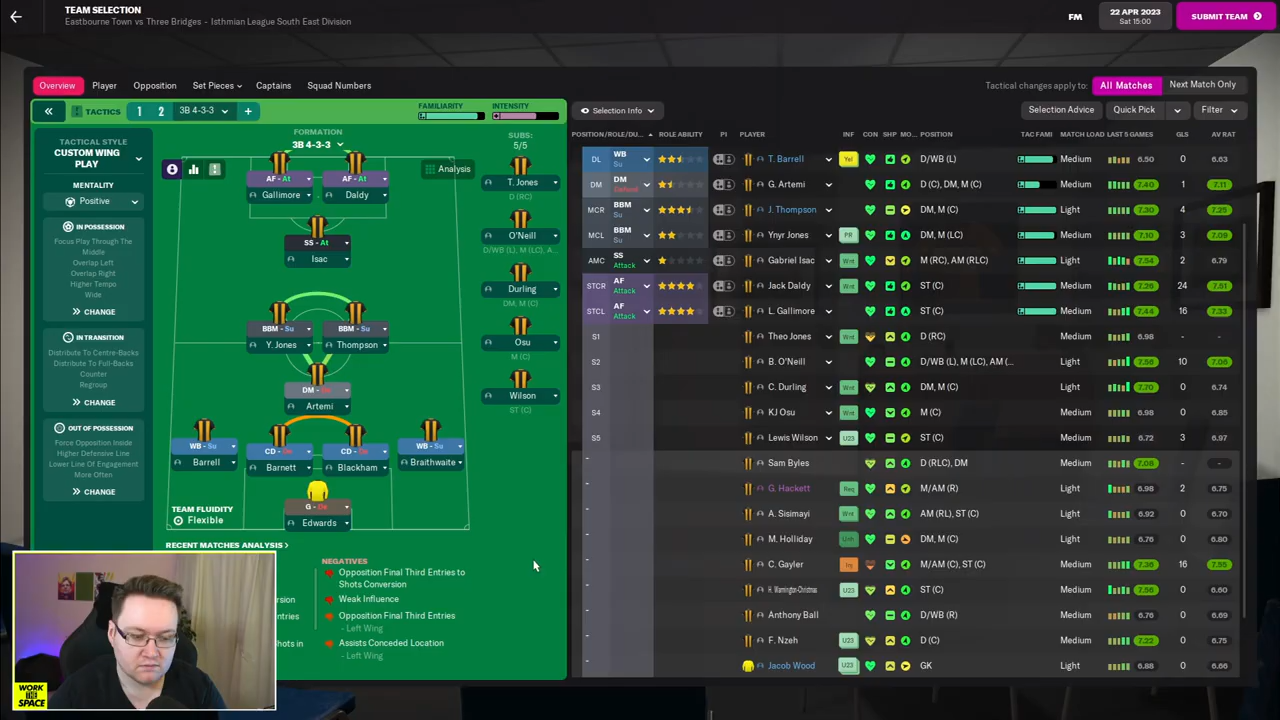 TEAM SELECTION
Eastbourne Town vs Three Bridges - Isthmian League South East Division
FM
22 APR 2023
Sat 15:00
SUBMIT TEAM
Overview
Player
Opposition
Set Pieces
Captains
Squad Numbers
Tactical changes apply to:
All Matches
Next Match Only
TACTICS
1
2
3B 4-3-3
+
FAMILIARITY
INTENSITY
Selection Info
Selection Advice
Quick Pick
Filter
TACTICAL STYLE
CUSTOM WING
PLAY
MENTALITY
Positive
IN POSSESSION
Focus Play Through The
Middle
Overlap Left
Overlap Right
Higher Tempo
Wide
CHANGE
IN TRANSITION
Distribute To Centre-Backs
Distribute To Full-Backs
Counter
Regroup
CHANGE
OUT OF POSSESSION
Force Opposition Inside
Higher Defensive Line
Lower Line Of Engagement
More Often
CHANGE
FORMATION
3B 4-3-3
Analysis
AF - At
Gallimore
AF - At
Daldy
SS - At
Isac
BBM - Su
Y. Jones
BBM - Su
Thompson
DM - De
Artemi
WB - Su
Barrell
CD - De
Barnett
CD - De
Blackham
WB - Su
Braithwaite
G - De
Edwards
TEAM FLUIDITY
Flexible
SUBS:
5/5
T. Jones
D (RC)
O'Neill
D/WB (L), M (LC), A...
Durling
DM, M (C)
Osu
M (C)
Wilson
ST (C)
RECENT MATCHES ANALYSIS
NEGATIVES
Opposition Final Third Entries to
Shots Conversion
Weak Influence
Opposition Final Third Entries
- Left Wing
Assists Conceded Location
- Left Wing
POSITION/ROLE/DU... ROLE ABILITY PI PLAYER INF CON SHP MO... POSITION TAC FAMI MATCH LOAD LAST 5 GAMES GLS AV RAT
DL WB Su T. Barrell Yel D/WB (L) Medium 6.50 0 6.63
DM DM Defend G. Artemi D (C), DM, M (C) Medium 7.40 1 7.11
MCR BBM Su J. Thompson DM, M (C) Light 7.30 4 7.25
MCL BBM Su Ynyr Jones PR DM, M (LC) Medium 7.10 3 7.09
AMC SS Attack Gabriel Isac Wnt M (RC), AM (RLC) Light 7.54 2 6.79
STCR AF Attack Jack Daldy Wnt ST (C) Medium 7.26 24 7.51
STCL AF Attack L. Gallimore ST (C) Medium 7.44 16 7.33
S1 Theo Jones Wnt D (RC) Medium - -
S2 B. O'Neill D/WB (L), M (LC), AM (... Light 7.56 10 7.06
S3 C. Durling Wnt DM, M (C) Medium 7.70 0 6.74
S4 KJ Osu Wnt M (C) Light 6.98 0 6.85
S5 Lewis Wilson U23 ST (C) Medium 6.72 3 6.97
- Sam Byles D (RLC), DM Medium 7.08 - -
- G. Hackett Req M/AM (R) Light 6.98 2 6.75
- A. Sisimayi Wnt AM (RL), ST (C) Light 6.92 0 6.70
- M. Holliday DM, M (C) Light 6.76 0 6.80
- C. Gayler Inj M/AM (C), ST (C) Medium 7.36 16 7.55
- H. Warmington-Christmas U23 ST (C) Medium 7.56 0 6.60
- Anthony Ball D/WB (R) Medium 6.76 0 6.69
- F. Nzeh U23 D (C) Medium 7.22 0 6.75
- Jacob Wood U23 GK Light 6.88 0 6.66
WORK
THE
SPACE